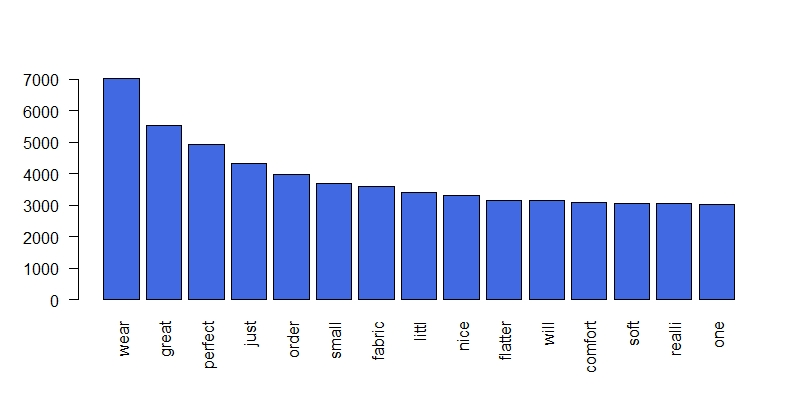 7000
6000
5000
4000
3000
2000
1000
0
wear
great
perfect
just
order
small
fabric
littl
nice
flatter
will
comfort
soft
realli
one